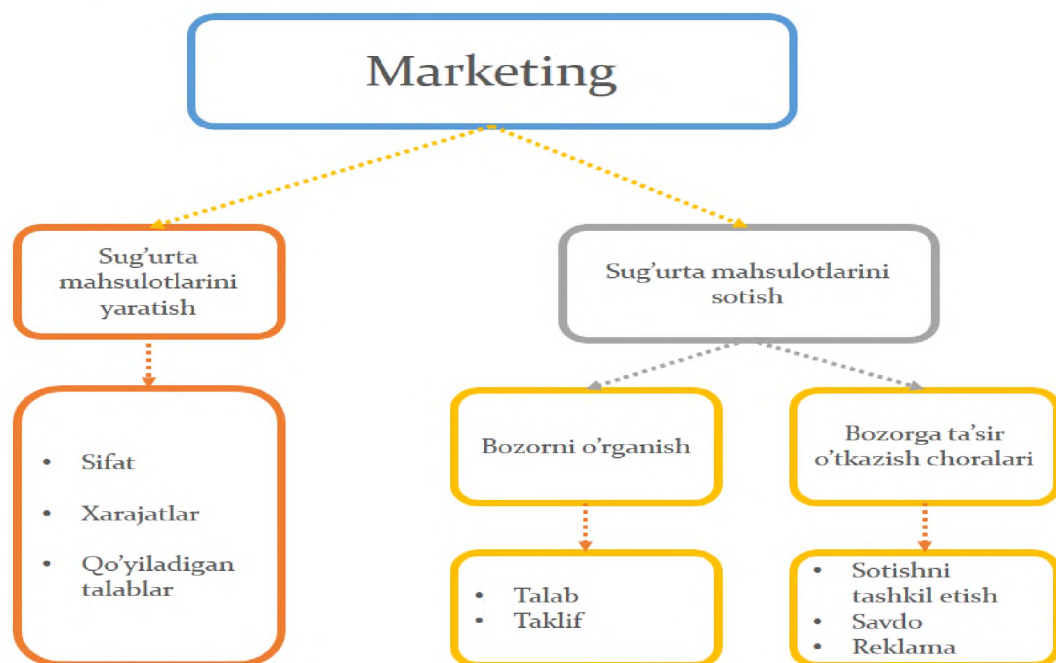 Marketing
Sug'urta
mahsulotlarini
yaratish
Sug'urta mahsulotlarini
sotish
• Sifat
• Xarajatlar
• Qo'yiladigan
talablar
Bozorni o'rganish
Bozorga ta'sir
o'tkazish choralari
• Talab
• Taklif
• Sotishni
tashkil etish
• Savdo
• Reklama